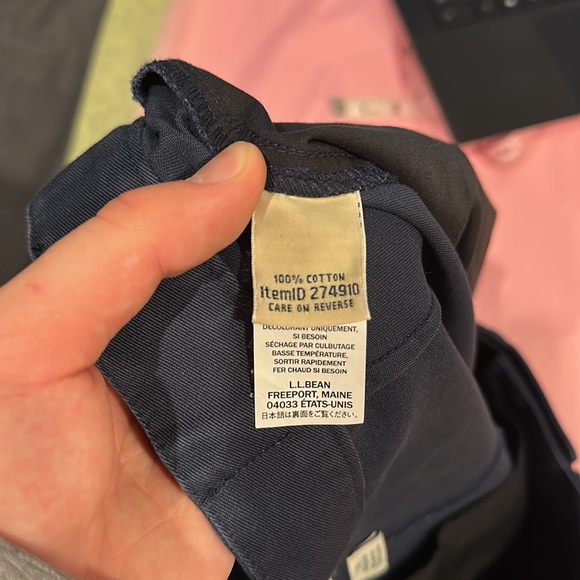 100% COTTON
ItemID 274910
CARE ON REVERSE
DÉCOLORANT UNIQUEMENT,
SI BESOIN
SÉCHAGE PAR CULBUTAGE
BASSE TEMPÉRATURE,
SORTIR RAPIDEMENT
FER CHAUD SI BESOIN
L.L.BEAN
FREEPORT, MAINE
04033 ÉTATS-UNIS
日本語は裏面をご覧ください。